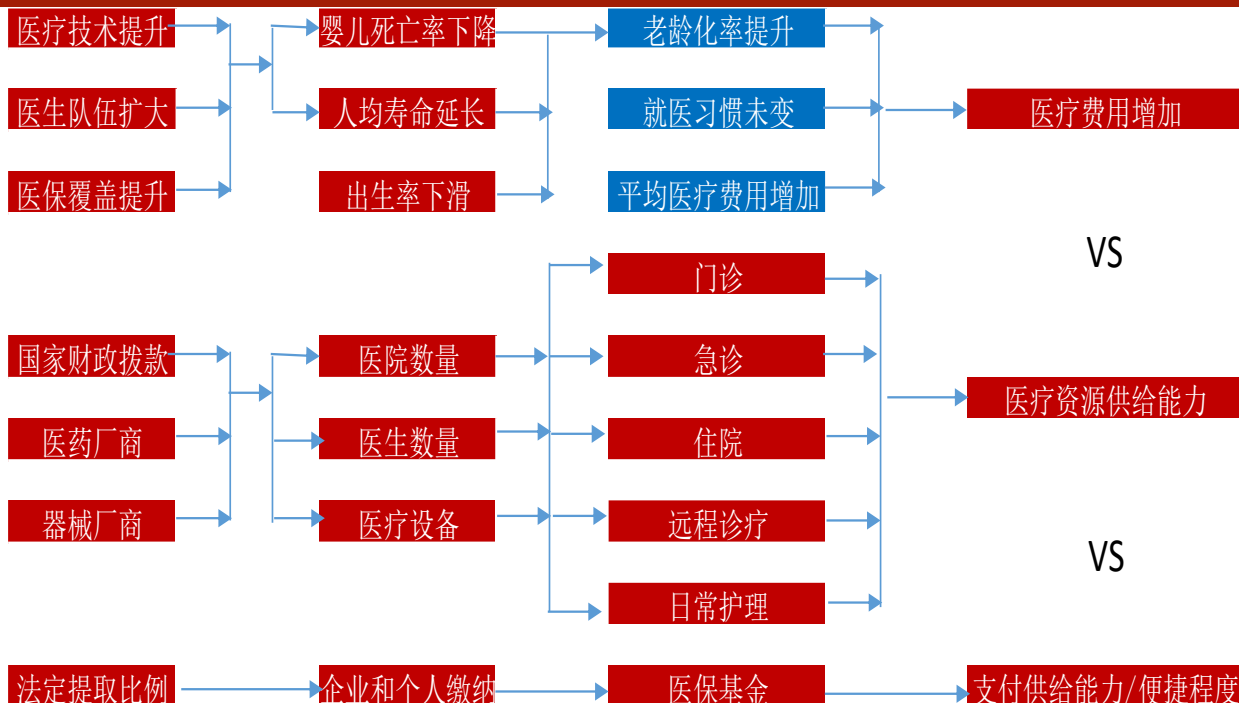 医疗技术提升
婴儿死亡率下降
老龄化率提升
医生队伍扩大
人均寿命延长
就医习惯未变
医疗费用增加
医保覆盖提升
出生率下滑
平均医疗费用增加
VS
门诊
国家财政拨款
医院数量
急诊
医疗资源供给能力
医药厂商
医生数量
住院
器械厂商
医疗设备
远程诊疗
VS
日常护理
法定提取比例
企业和个人缴纳
医保基金
支付供给能力/便捷程度